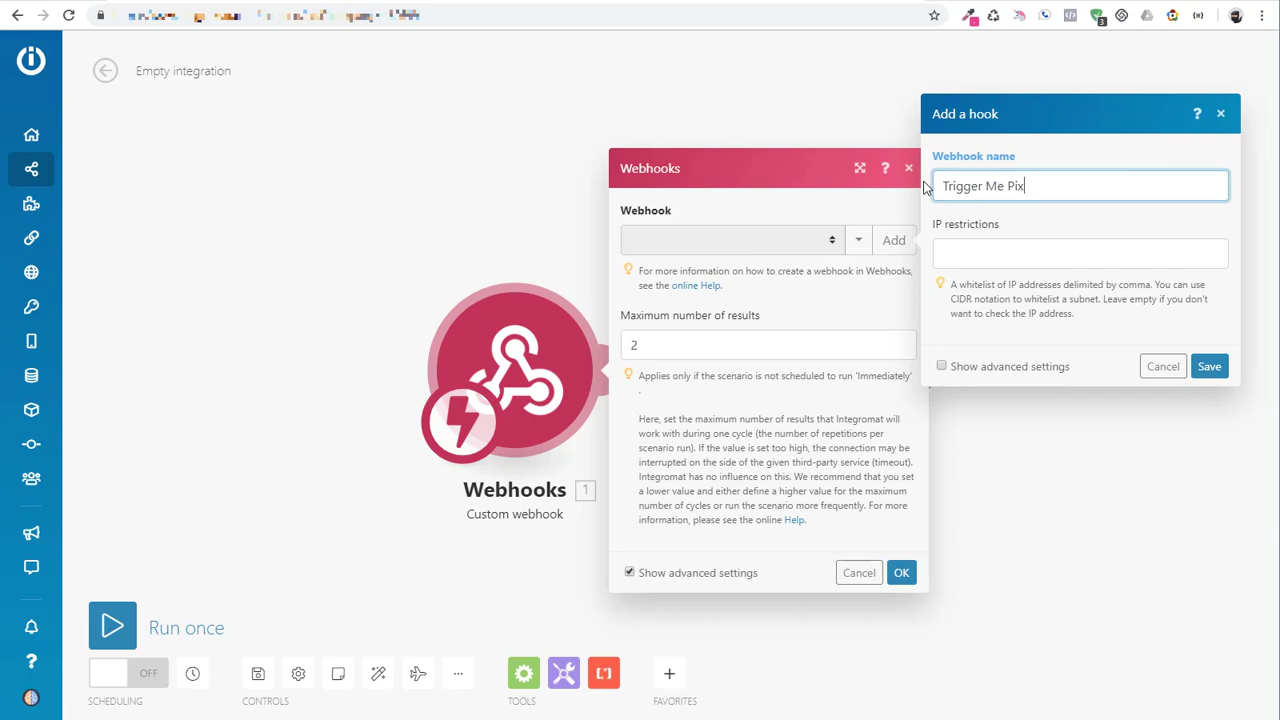 3
Empty integration
Add a hook
?
Webhook name
Trigger Me Pix
IP restrictions
A whitelist of IP addresses delimited by comma. You can use
CIDR notation to whitelist a subnet. Leave empty if you don't
want to check the IP address.
Show advanced settings
Cancel
Save
Webhooks
?
Webhook
Add
For more information on how to create a webhook in Webhooks,
see the online Help.
Maximum number of results
2
Applies only if the scenario is not scheduled to run 'Immediately'
.
Here, set the maximum number of results that Integromat will
work with during one cycle (the number of repetitions per
scenario run). If the value is set too high, the connection may be
interrupted on the side of the given third-party service (timeout).
Integromat has no influence on this. We recommend that you set
a lower value and either define a higher value for the maximum
number of cycles or run the scenario more frequently. For more
information, please see the online Help.
Show advanced settings
Cancel
OK
Webhooks 1
Custom webhook
Run once
OFF
SCHEDULING
CONTROLS
TOOLS
FAVORITES
?